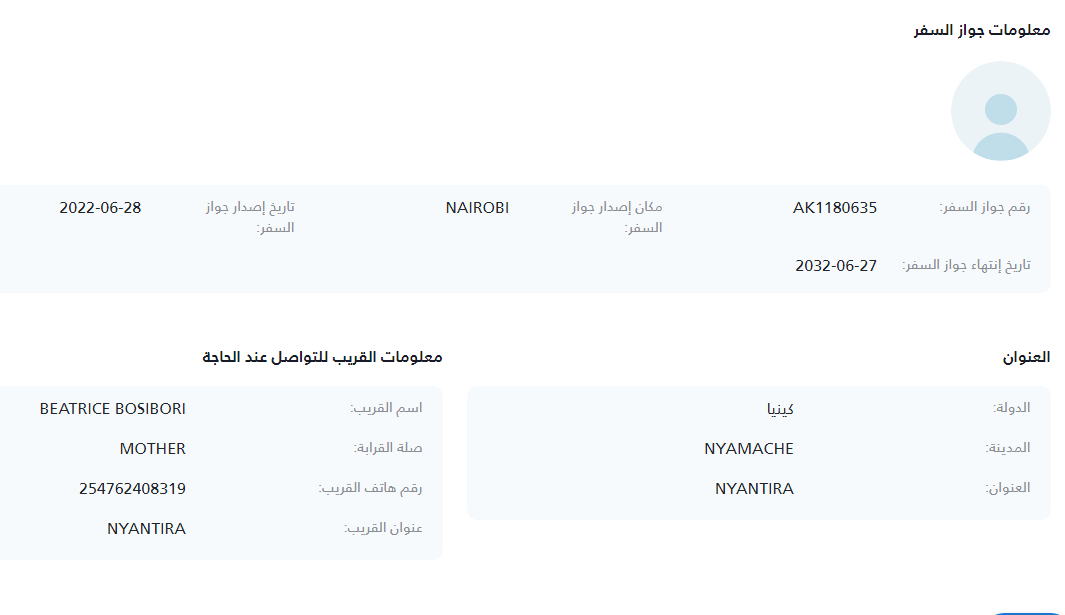 معلومات جواز السفر
رقم جواز السفر: AK1180635
مكان إصدار جواز السفر: NAIROBI
تاريخ إصدار جواز السفر: 2022-06-28
تاريخ إنتهاء جواز السفر: 2032-06-27
العنوان
الدولة: كينيا
المدينة: NYAMACHE
العنوان: NYANTIRA
معلومات القريب للتواصل عند الحاجة
اسم القريب: BEATRICE BOSIBORI
صلة القرابة: MOTHER
رقم هاتف القريب: 254762408319
عنوان القريب: NYANTIRA